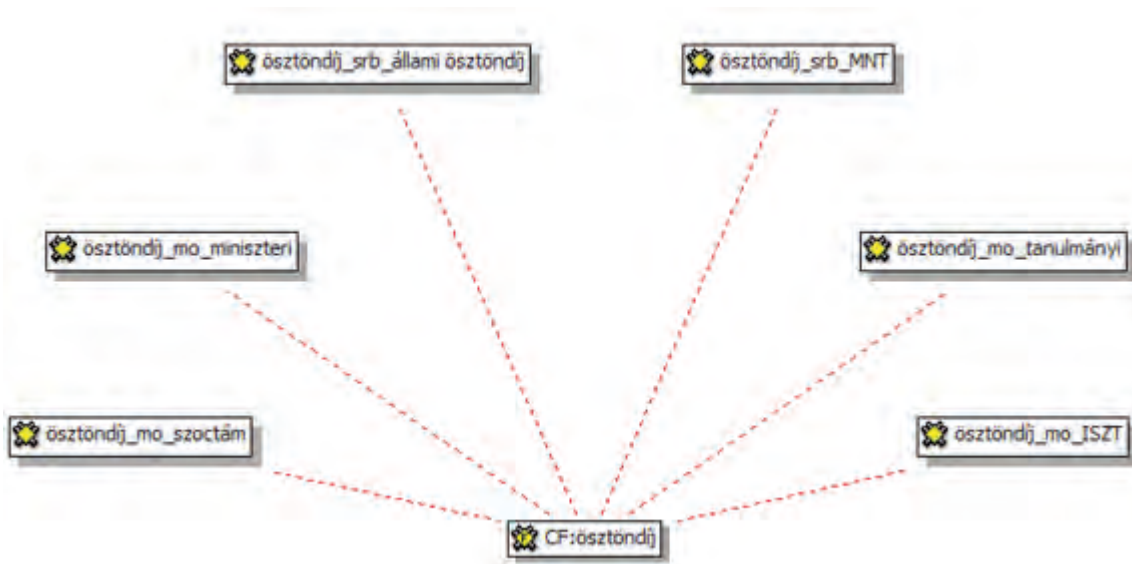 ösztöndíj_srb_állami ösztöndíj
ösztöndíj_srb_MNT
ösztöndíj_mo_miniszteri
ösztöndíj_mo_tanulmányi
ösztöndíj_mo_szoctám
ösztöndíj_mo_ISZT
CF:ösztöndíj